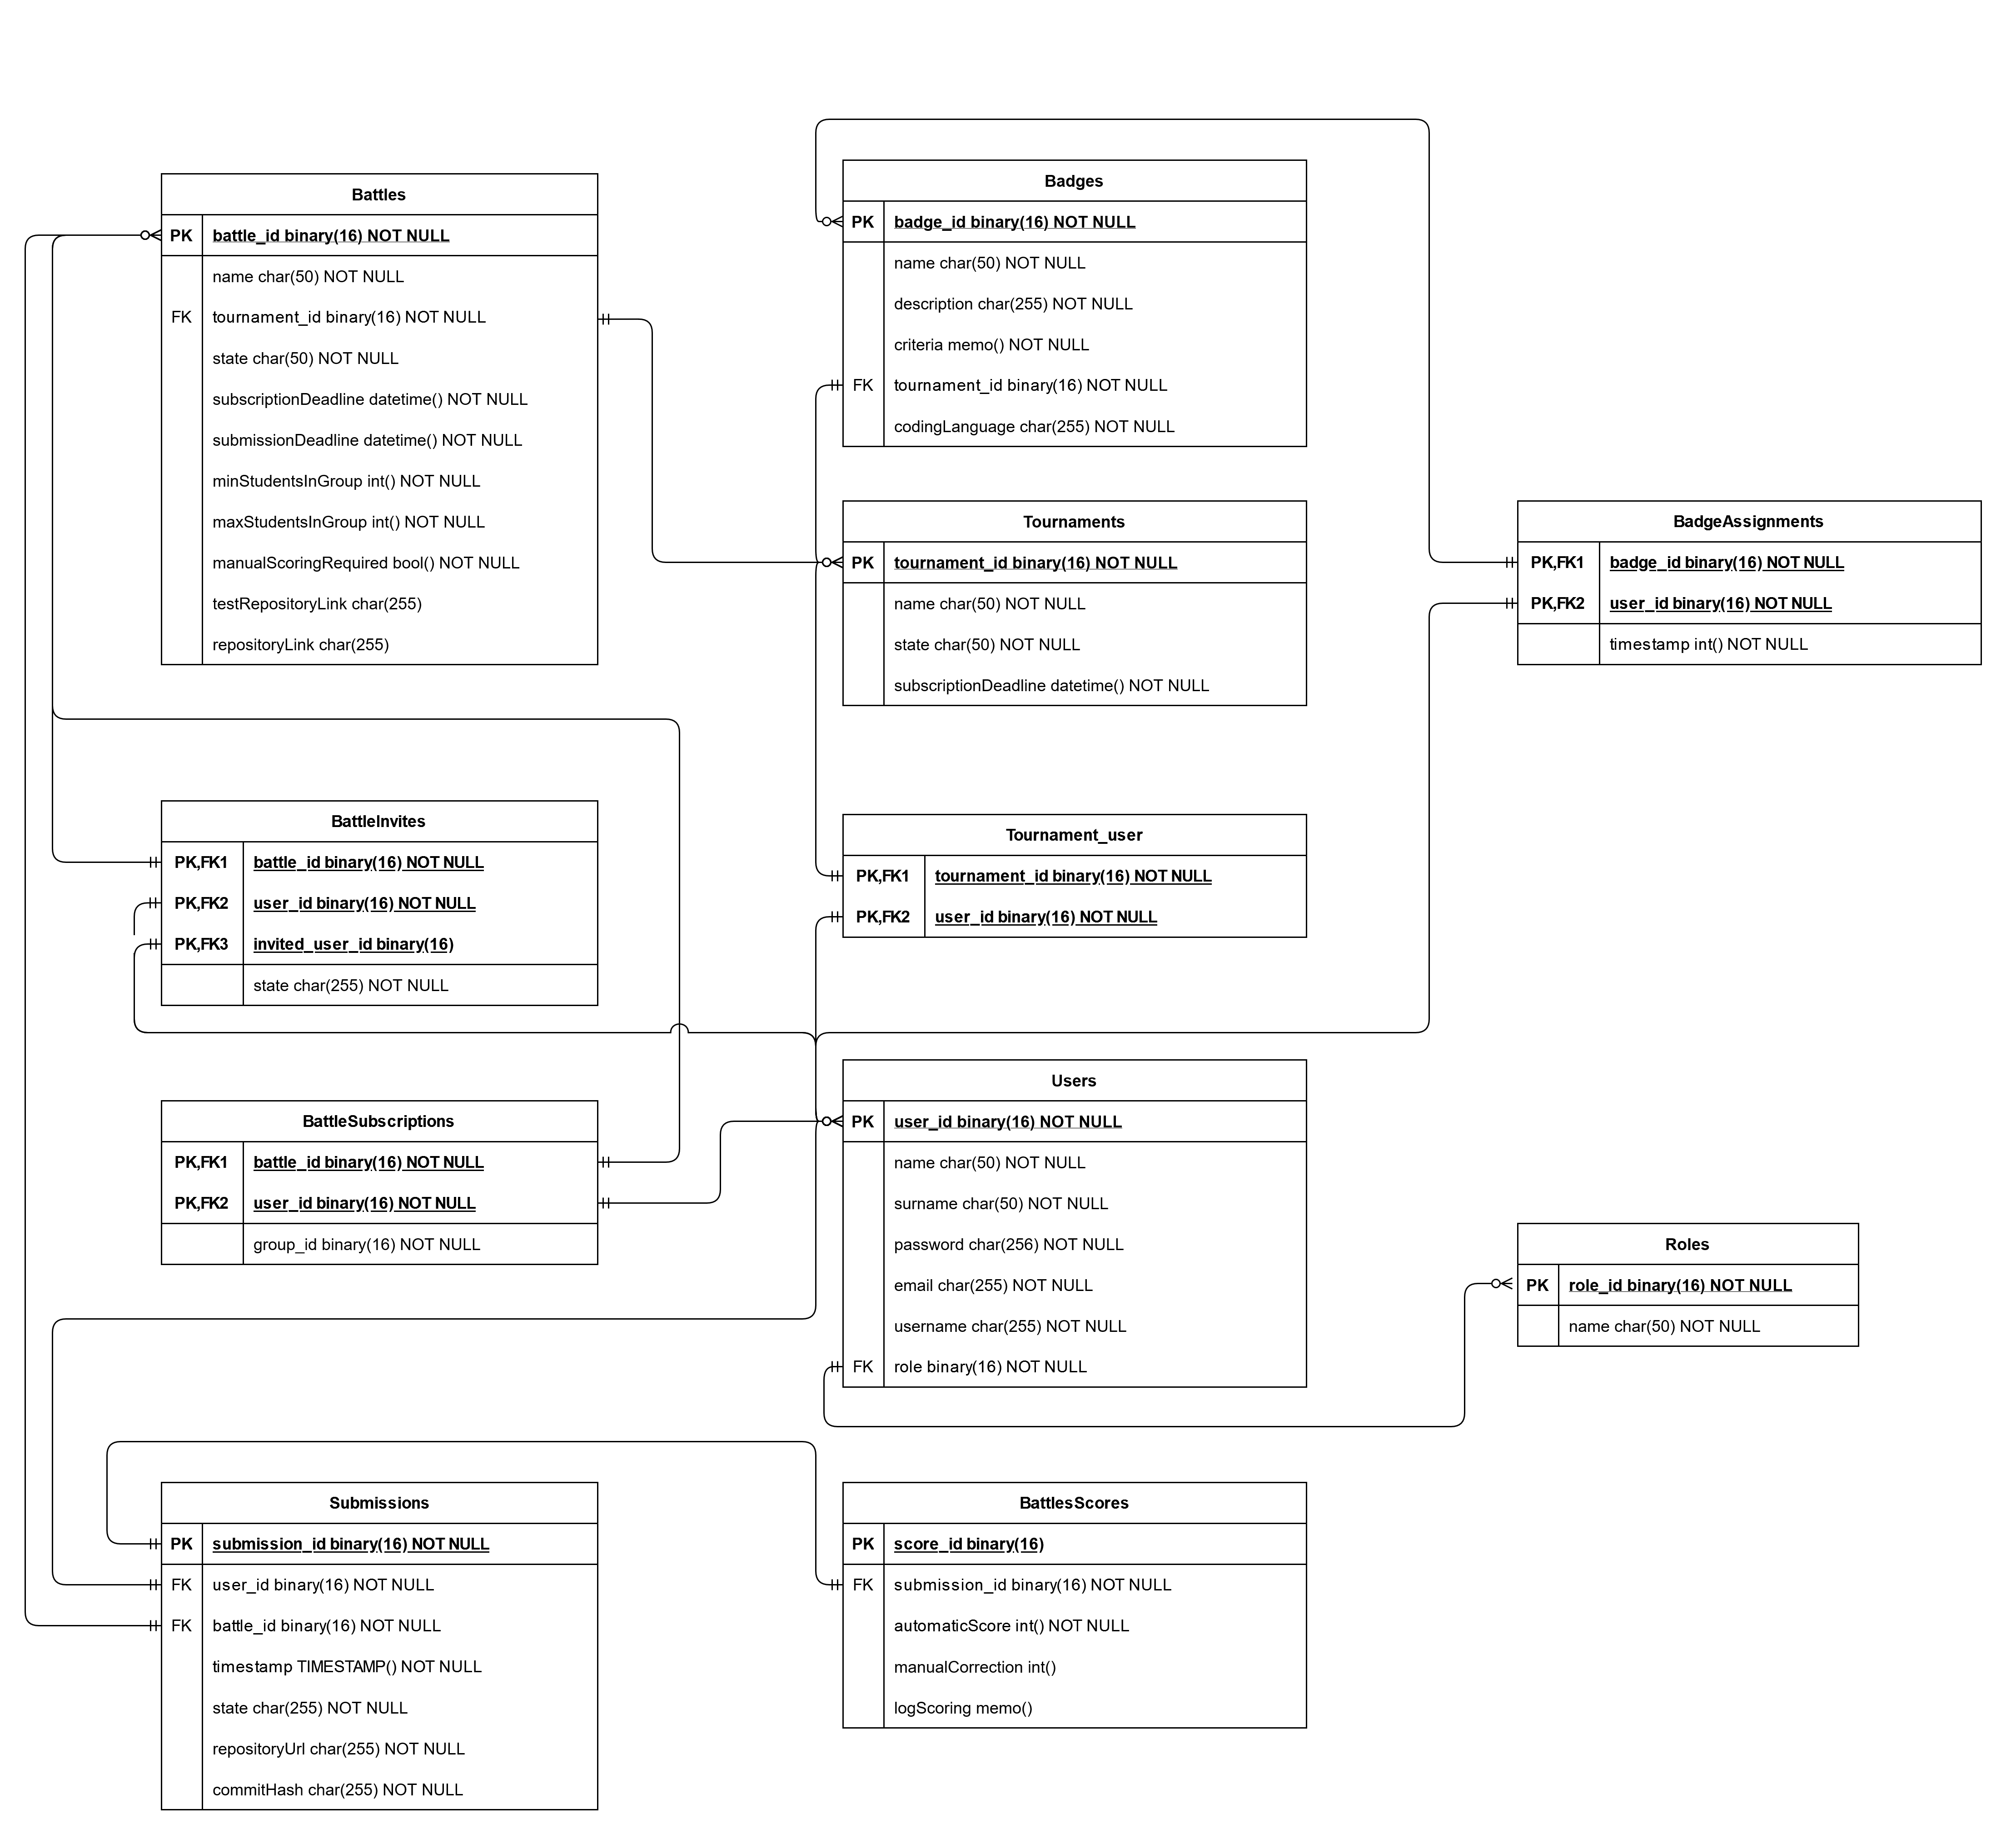 Battles
PK battle_id binary(16) NOT NULL
name char(50) NOT NULL
FK tournament_id binary(16) NOT NULL
state char(50) NOT NULL
subscriptionDeadline datetime() NOT NULL
submissionDeadline datetime() NOT NULL
minStudentsInGroup int() NOT NULL
maxStudentsInGroup int() NOT NULL
manualScoringRequired bool() NOT NULL
testRepositoryLink char(255)
repositoryLink char(255)
Badges
PK badge_id binary(16) NOT NULL
name char(50) NOT NULL
description char(255) NOT NULL
criteria memo() NOT NULL
FK tournament_id binary(16) NOT NULL
codingLanguage char(255) NOT NULL
Tournaments
PK tournament_id binary(16) NOT NULL
name char(50) NOT NULL
state char(50) NOT NULL
subscriptionDeadline datetime() NOT NULL
BadgeAssignments
PK,FK1 badge_id binary(16) NOT NULL
PK,FK2 user_id binary(16) NOT NULL
timestamp int() NOT NULL
BattleInvites
PK,FK1 battle_id binary(16) NOT NULL
PK,FK2 user_id binary(16) NOT NULL
PK,FK3 invited_user_id binary(16)
state char(255) NOT NULL
Tournament_user
PK,FK1 tournament_id binary(16) NOT NULL
PK,FK2 user_id binary(16) NOT NULL
BattleSubscriptions
PK,FK1 battle_id binary(16) NOT NULL
PK,FK2 user_id binary(16) NOT NULL
group_id binary(16) NOT NULL
Users
PK user_id binary(16) NOT NULL
name char(50) NOT NULL
surname char(50) NOT NULL
password char(256) NOT NULL
email char(255) NOT NULL
username char(255) NOT NULL
FK role binary(16) NOT NULL
Roles
PK role_id binary(16) NOT NULL
name char(50) NOT NULL
Submissions
PK submission_id binary(16) NOT NULL
FK user_id binary(16) NOT NULL
FK battle_id binary(16) NOT NULL
timestamp TIMESTAMP() NOT NULL
state char(255) NOT NULL
repositoryUrl char(255) NOT NULL
commitHash char(255) NOT NULL
BattlesScores
PK score_id binary(16)
FK submission_id binary(16) NOT NULL
automaticScore int() NOT NULL
manualCorrection int()
logScoring memo()